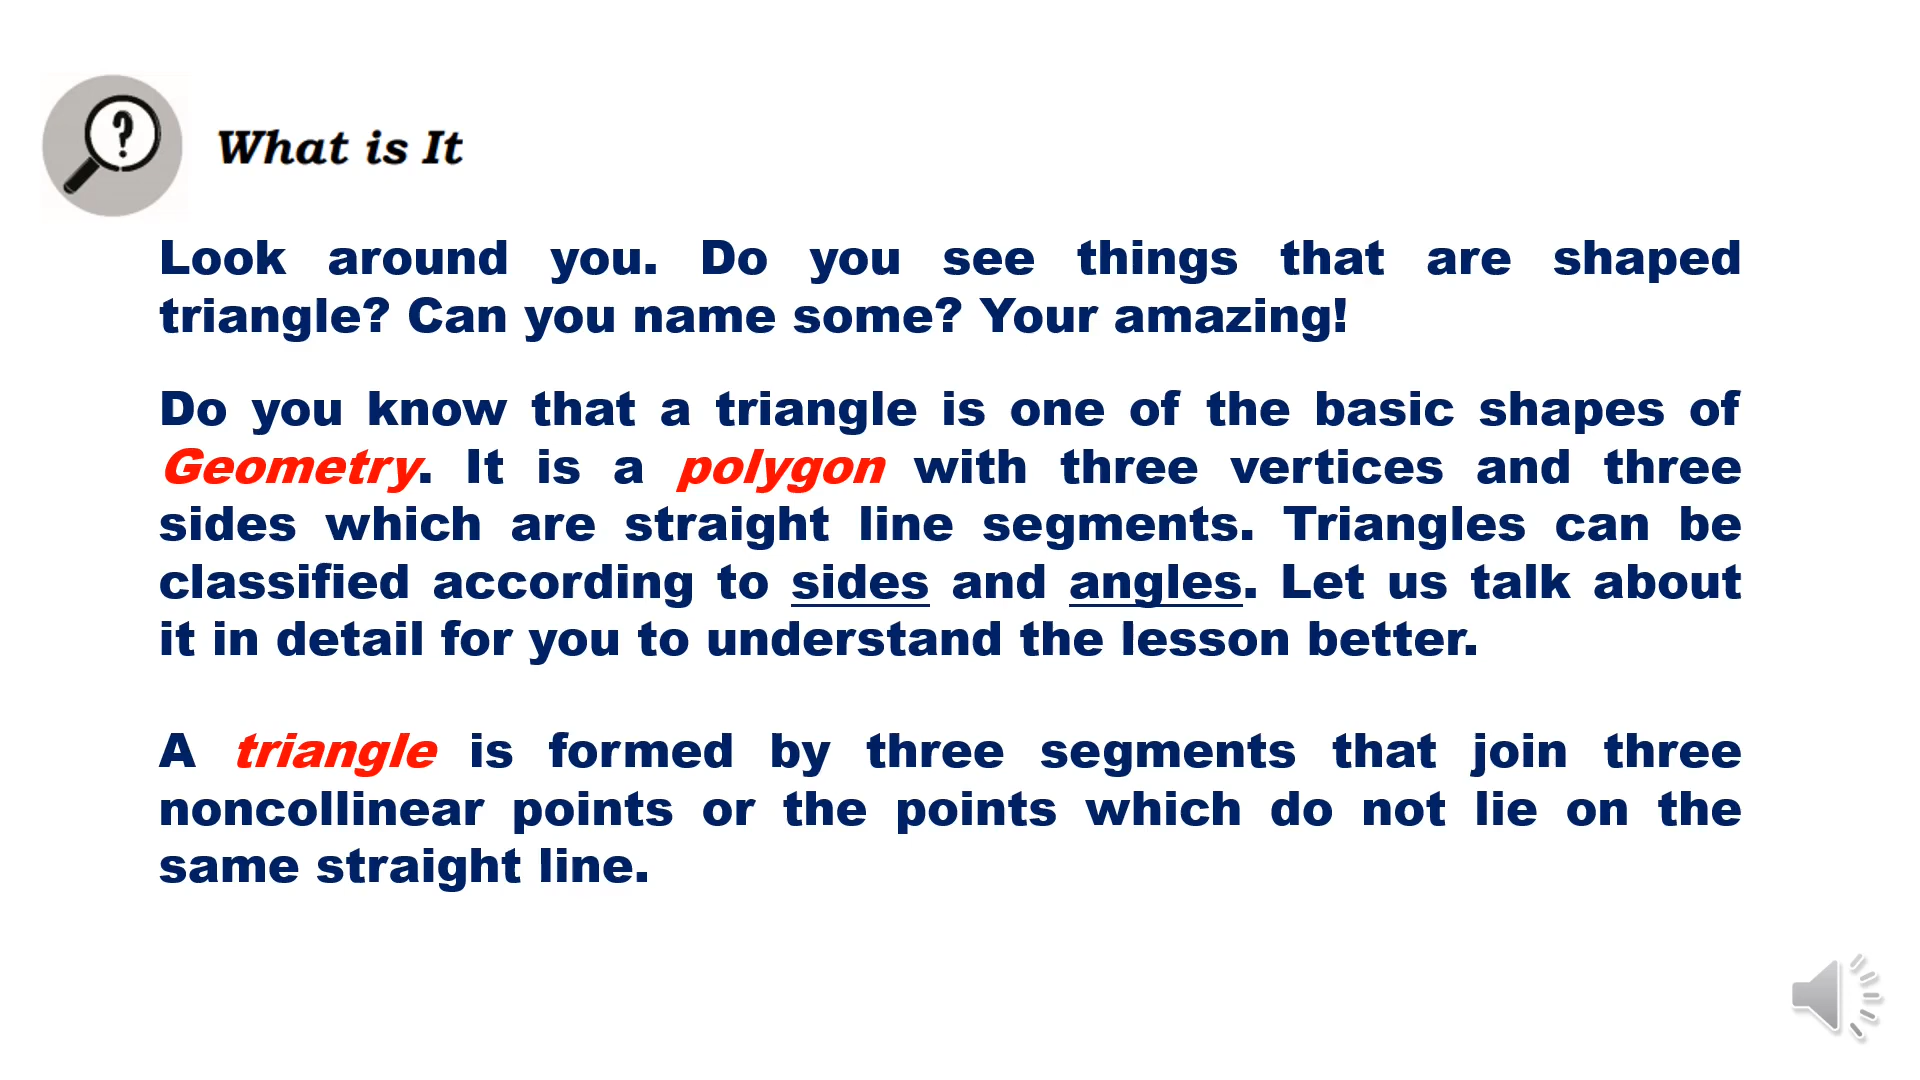 ?
What is It
Look around you. Do you see things that are shaped
triangle? Can you name some? Your amazing!
Do you know that a triangle is one of the basic shapes of
Geometry. It is a polygon with three vertices and three
sides which are straight line segments. Triangles can be
classified according to sides and angles. Let us talk about
it in detail for you to understand the lesson better.
A triangle is formed by three segments that join three
noncollinear points or the points which do not lie on the
same straight line.